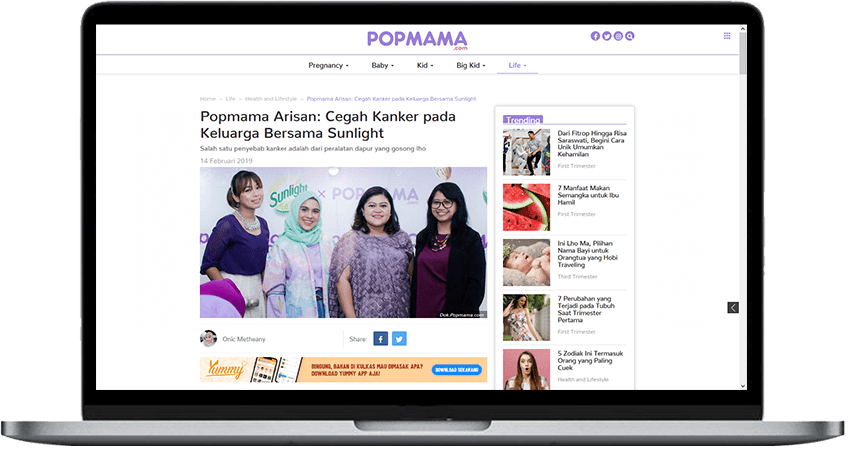 POPMAMA
.com
Pregnancy
Baby
Kid
Big Kid
Life
Home > Life > Health and Lifestyle > Popmama Arisan: Cegah Kanker pada Keluarga Bersama Sunlight
Popmama Arisan: Cegah Kanker pada
Keluarga Bersama Sunlight
Salah satu penyebab kanker adalah dari peralatan dapur yang gosong lho
14 Februari 2019
Sunlight × POPMAMA
.com
Dok Popmama.com
Onic Metheany
Share:
Yummy
BINGUNG, BAHAN DI KULKAS MAU DIMASAK APA?
DOWNLOAD YUMMY APP AJA!
DOWNLOAD SEKARANG
Trending
Dari Fitrop Hingga Risa
Saraswati, Begini Cara
Unik Umumkan
Kehamilan
First Trimester
7 Manfaat Makan
Semangka untuk Ibu
Hamil
First Trimester
Ini Lho Ma, Pilihan
Nama Bayi untuk
Orangtua yang Hobi
Traveling
Third Trimester
7 Perubahan yang
Terjadi pada Tubuh
Saat Trimester
Pertama
First Trimester
5 Zodiak Ini Termasuk
Orang yang Paling
Cuek
Health and Lifestyle